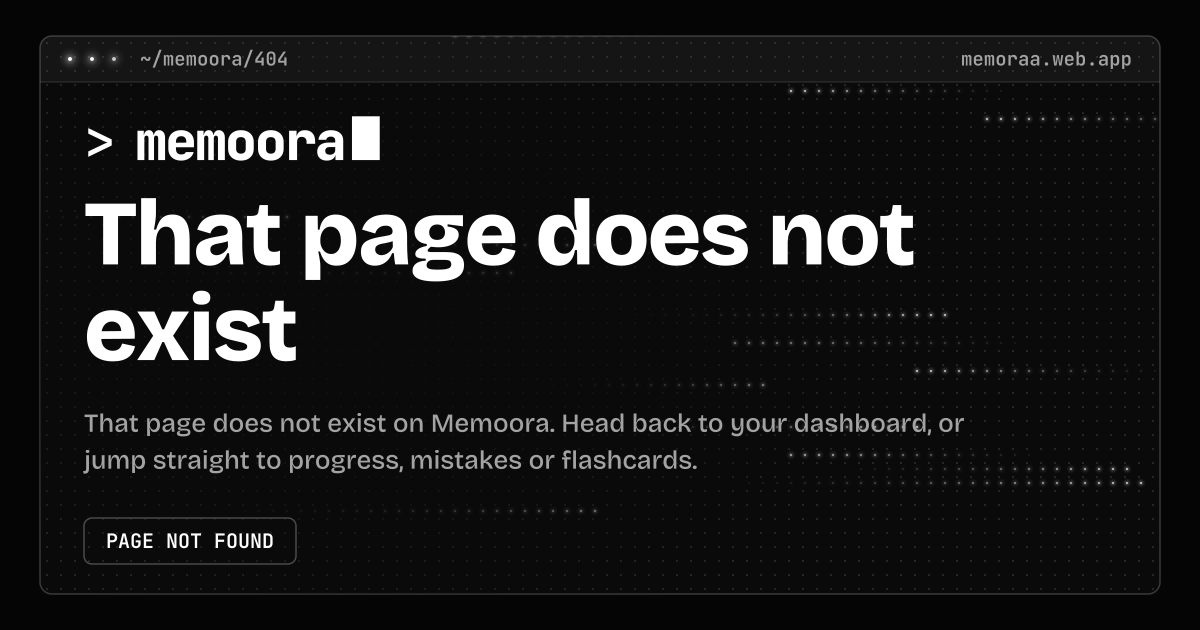 ~/memoora/404
memoraa.web.app
> memoora
That page does not
exist
That page does not exist on Memoora. Head back to your dashboard, or
jump straight to progress, mistakes or flashcards.
PAGE NOT FOUND